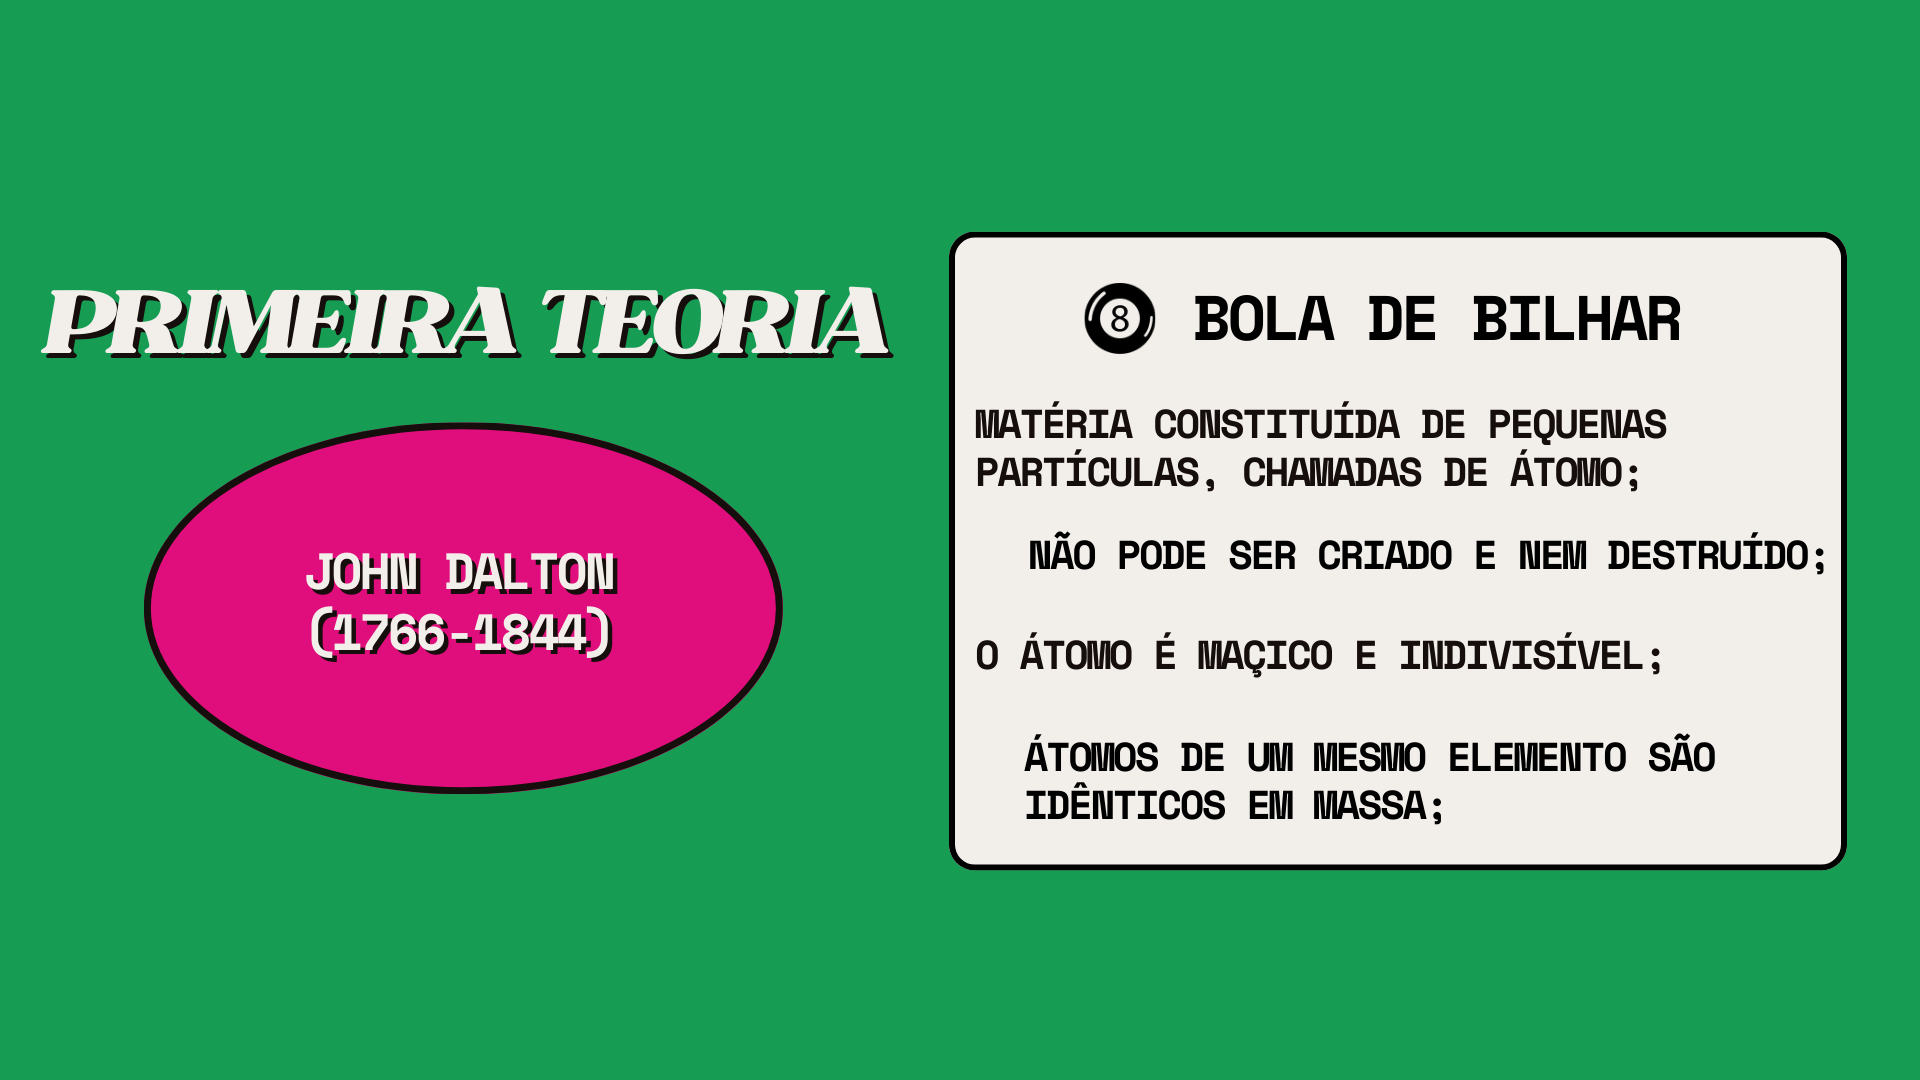 PRIMEIRA TEORIA
JOHN DALTON
(1766-1844)
8 BOLA DE BILHAR
MATÉRIA CONSTITUÍDA DE PEQUENAS
PARTÍCULAS, CHAMADAS DE ÁTOMO;
NÃO PODE SER CRIADO E NEM DESTRUÍDO;
O ÁTOMO É MAÇICO E INDIVISÍVEL;
ÁTOMOS DE UM MESMO ELEMENTO SÃO
IDÊNTICOS EM MASSA;